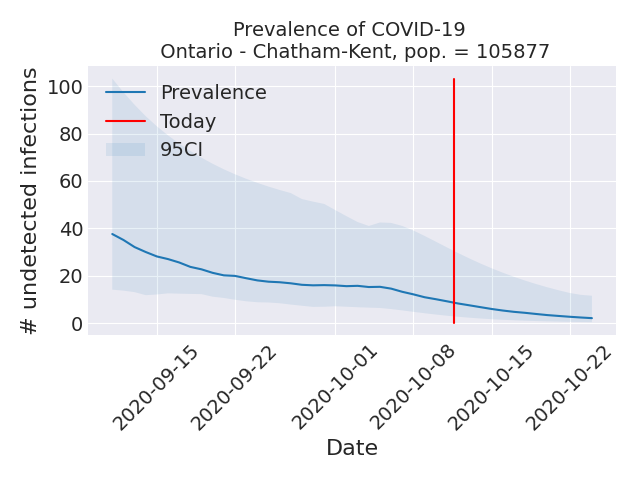 Prevalence of COVID-19
Ontario - Chatham-Kent, pop. = 105877
# undetected infections
100
80
60
40
20
0
Prevalence
Today
95CI
2020-09-15
2020-09-22
2020-10-01
2020-10-08
2020-10-15
2020-10-22
Date